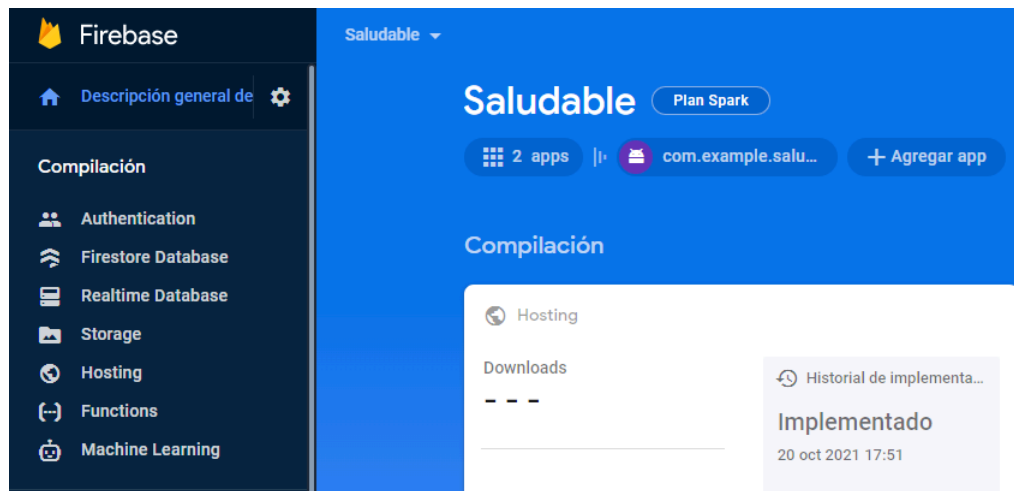 Firebase
Descripción general de
Compilación
Authentication
Firestore Database
Realtime Database
Storage
Hosting
Functions
Machine Learning
Saludable
Saludable Plan Spark
2 apps com.example.salu... + Agregar app
Compilación
Hosting
Downloads
- - -
Historial de implementa...
Implementado
20 oct 2021 17:51